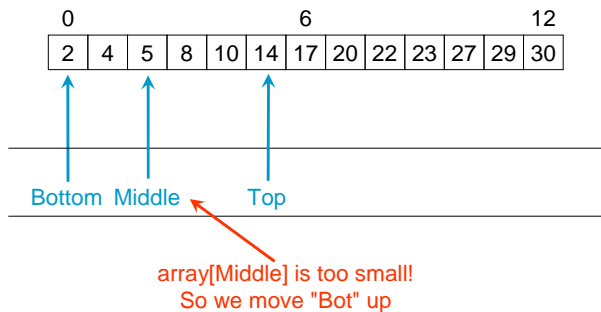 0 6 12
2 4 5 8 10 14 17 20 22 23 27 29 30
Bottom Middle Top
array[Middle] is too small!
So we move "Bot" up